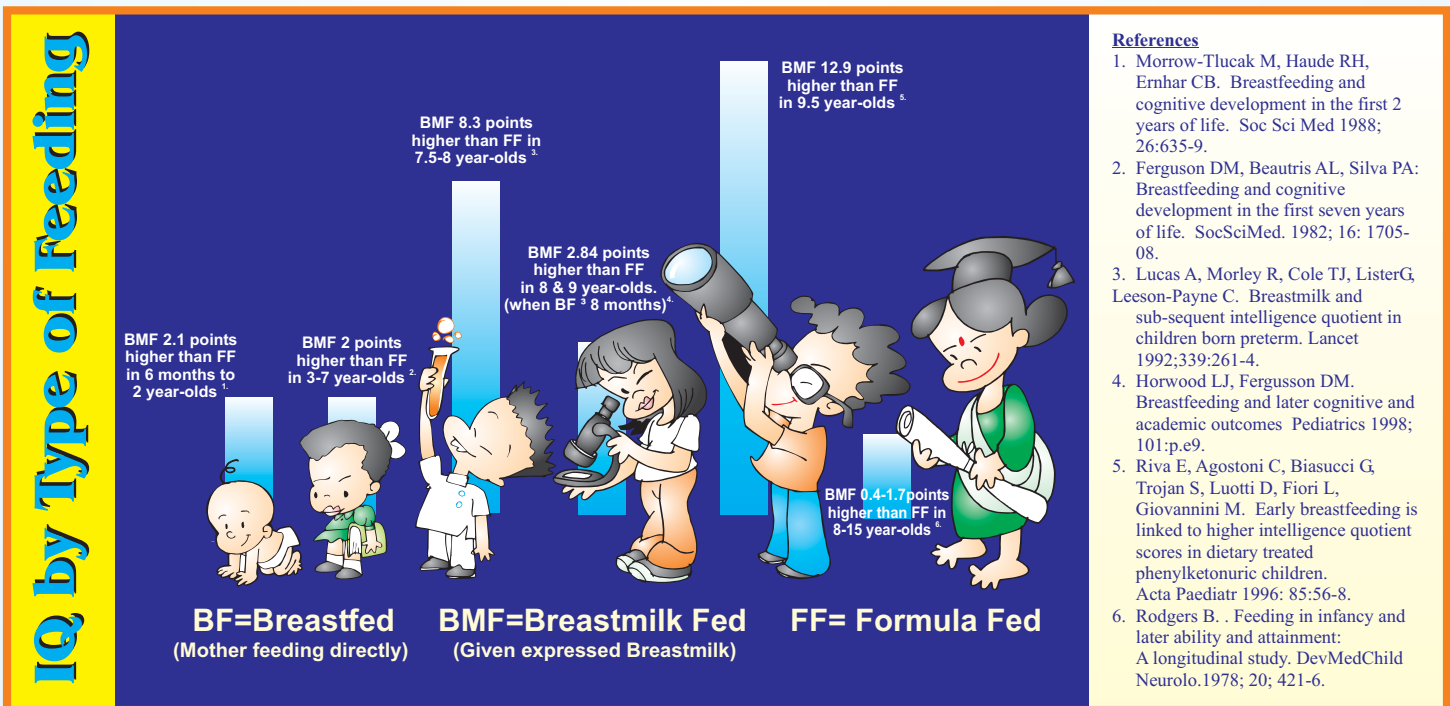 IQ by Type of Feeding
BMF 2.1 points
higher than FF
in 6 months to
2 year-olds 1.
BMF 2 points
higher than FF
in 3-7 year-olds 2.
BMF 8.3 points
higher than FF in
7.5-8 year-olds 3.
BMF 2.84 points
higher than FF
in 8 & 9 year-olds.
(when BF 3 8 months)4.
BMF 12.9 points
higher than FF
in 9.5 year-olds 5.
BMF 0.4-1.7points
higher than FF in
8-15 year-olds 6.
BF=Breastfed
(Mother feeding directly)
BMF=Breastmilk Fed
(Given expressed Breastmilk)
FF= Formula Fed
References
1. Morrow-Tlucak M, Haude RH,
Ernhar CB. Breastfeeding and
cognitive development in the first 2
years of life. Soc Sci Med 1988;
26:635-9.
2. Ferguson DM, Beautris AL, Silva PA:
Breastfeeding and cognitive
development in the first seven years
of life. SocSciMed. 1982; 16: 1705-
08.
3. Lucas A, Morley R, Cole TJ, ListerG,
Leeson-Payne C. Breastmilk and
sub-sequent intelligence quotient in
children born preterm. Lancet
1992;339:261-4.
4. Horwood LJ, Fergusson DM.
Breastfeeding and later cognitive and
academic outcomes Pediatrics 1998;
101:p.e9.
5. Riva E, Agostoni C, Biasucci G,
Trojan S, Luotti D, Fiori L,
Giovannini M. Early breastfeeding is
linked to higher intelligence quotient
scores in dietary treated
phenylketonuric children.
Acta Paediatr 1996: 85:56-8.
6. Rodgers B. . Feeding in infancy and
later ability and attainment:
A longitudinal study. DevMedChild
Neurolo.1978; 20; 421-6.